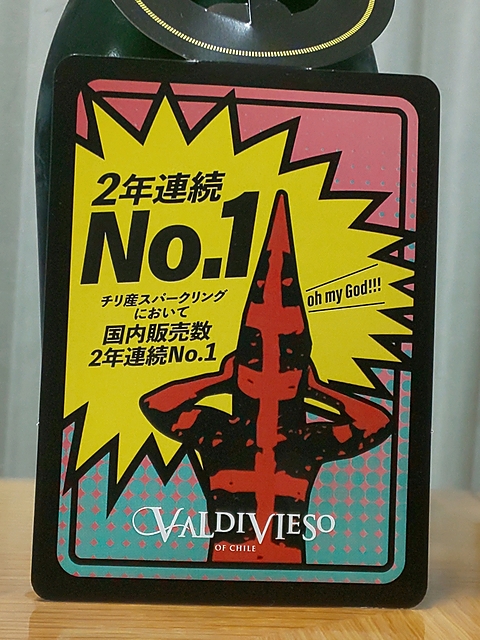 2年連続
No.1
チリ産スパークリング
において
国内販売数
2年連続No.1
oh my God!!!
VALDIVIESO
OF CHILE